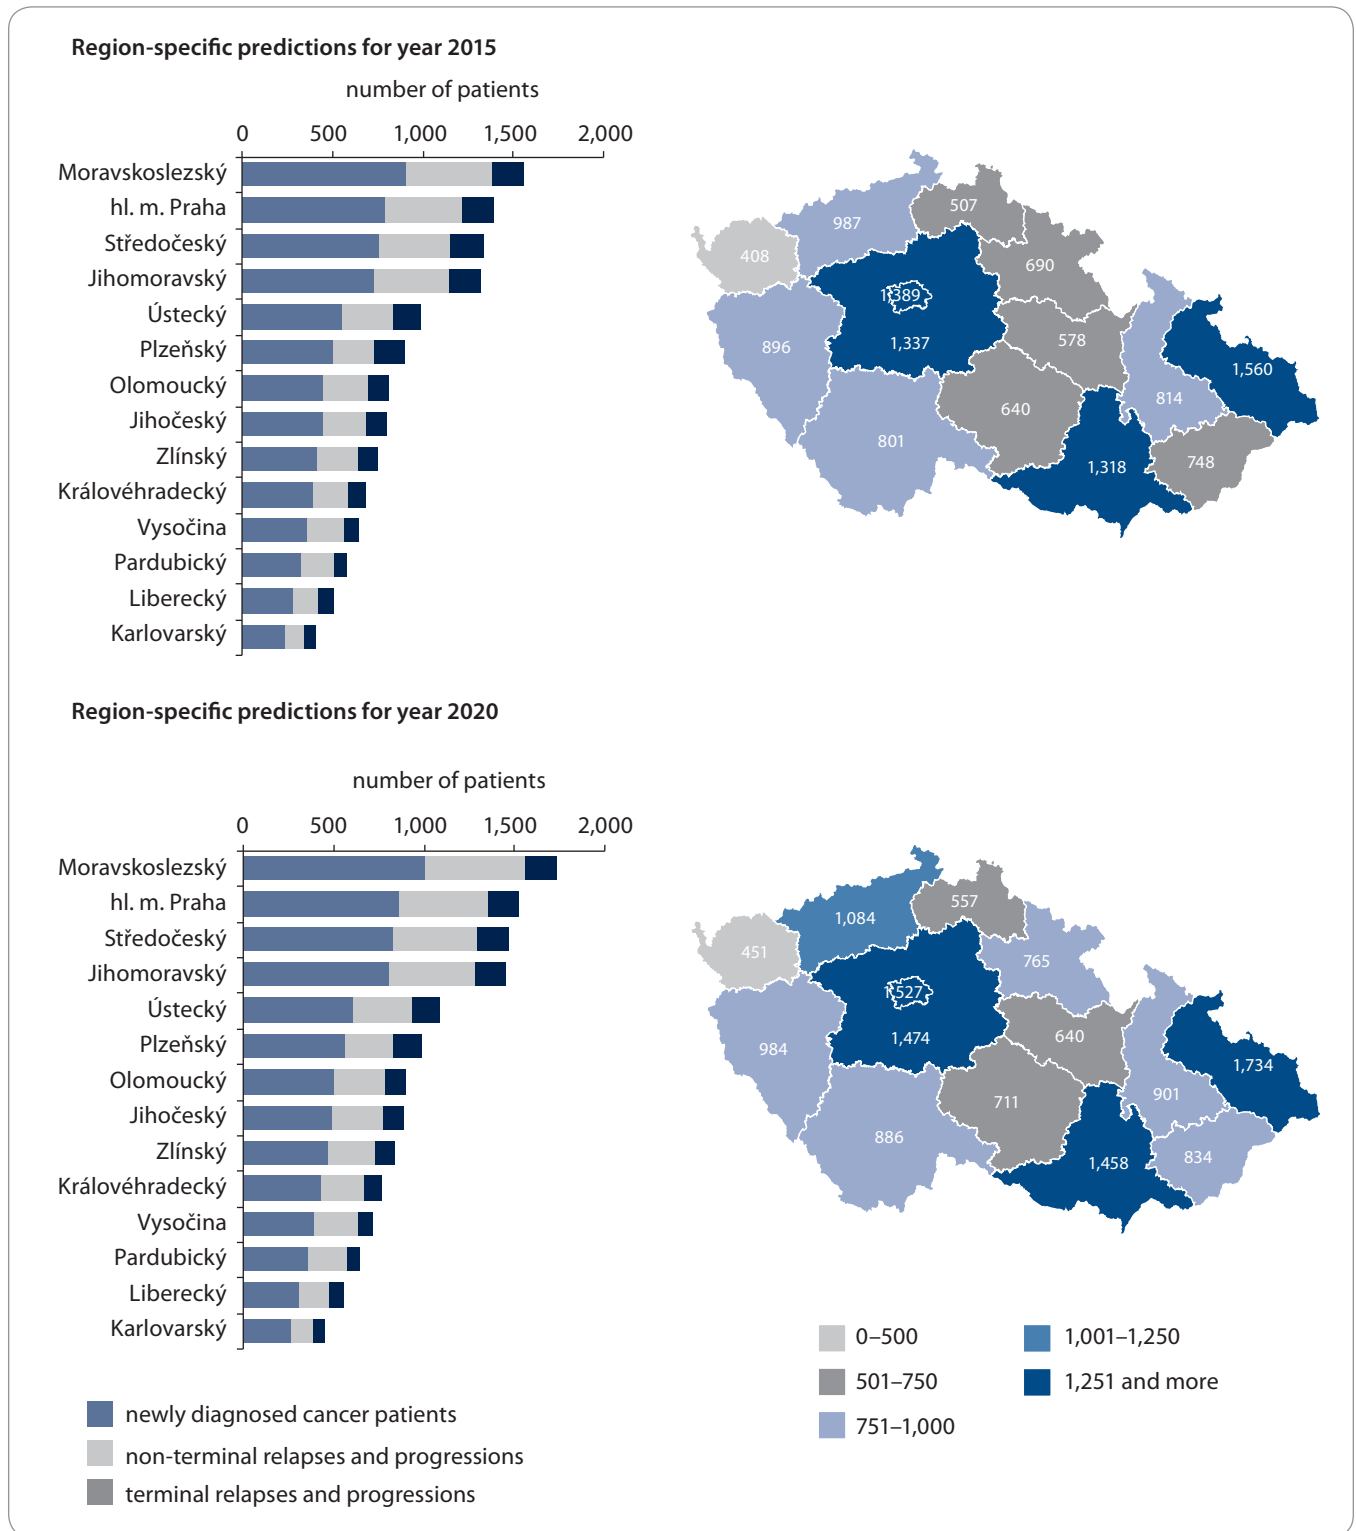 Region-specific predictions for year 2015
number of patients
0 500 1,000 1,500 2,000
Moravskoslezský
hl. m. Praha
Středočeský
Jihomoravský
Ústecký
Plzeňský
Olomoucký
Jihočeský
Zlínský
Královéhradecký
Vysočina
Pardubický
Liberecký
Karlovarský
507
987
408
690
1,389
578
1,337
896
1,560
814
640
801
1,318
748
Region-specific predictions for year 2020
number of patients
0 500 1,000 1,500 2,000
Moravskoslezský
hl. m. Praha
Středočeský
Jihomoravský
Ústecký
Plzeňský
Olomoucký
Jihočeský
Zlínský
Královéhradecký
Vysočina
Pardubický
Liberecký
Karlovarský
557
1,084
451
765
1,527
640
1,474
984
1,734
901
711
886
1,458
834
0–500
501–750
751–1,000
1,001–1,250
1,251 and more
newly diagnosed cancer patients
non-terminal relapses and progressions
terminal relapses and progressions